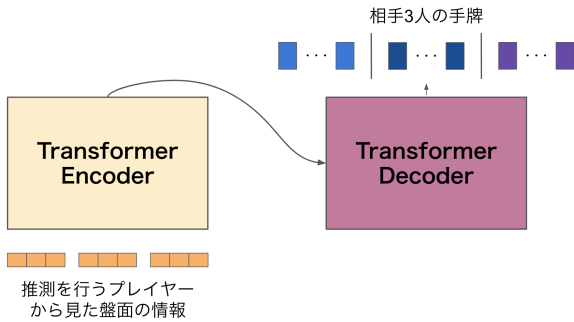 相手3人の手牌
Transformer
Encoder
Transformer
Decoder
推測を行うプレイヤー
から見た盤面の情報